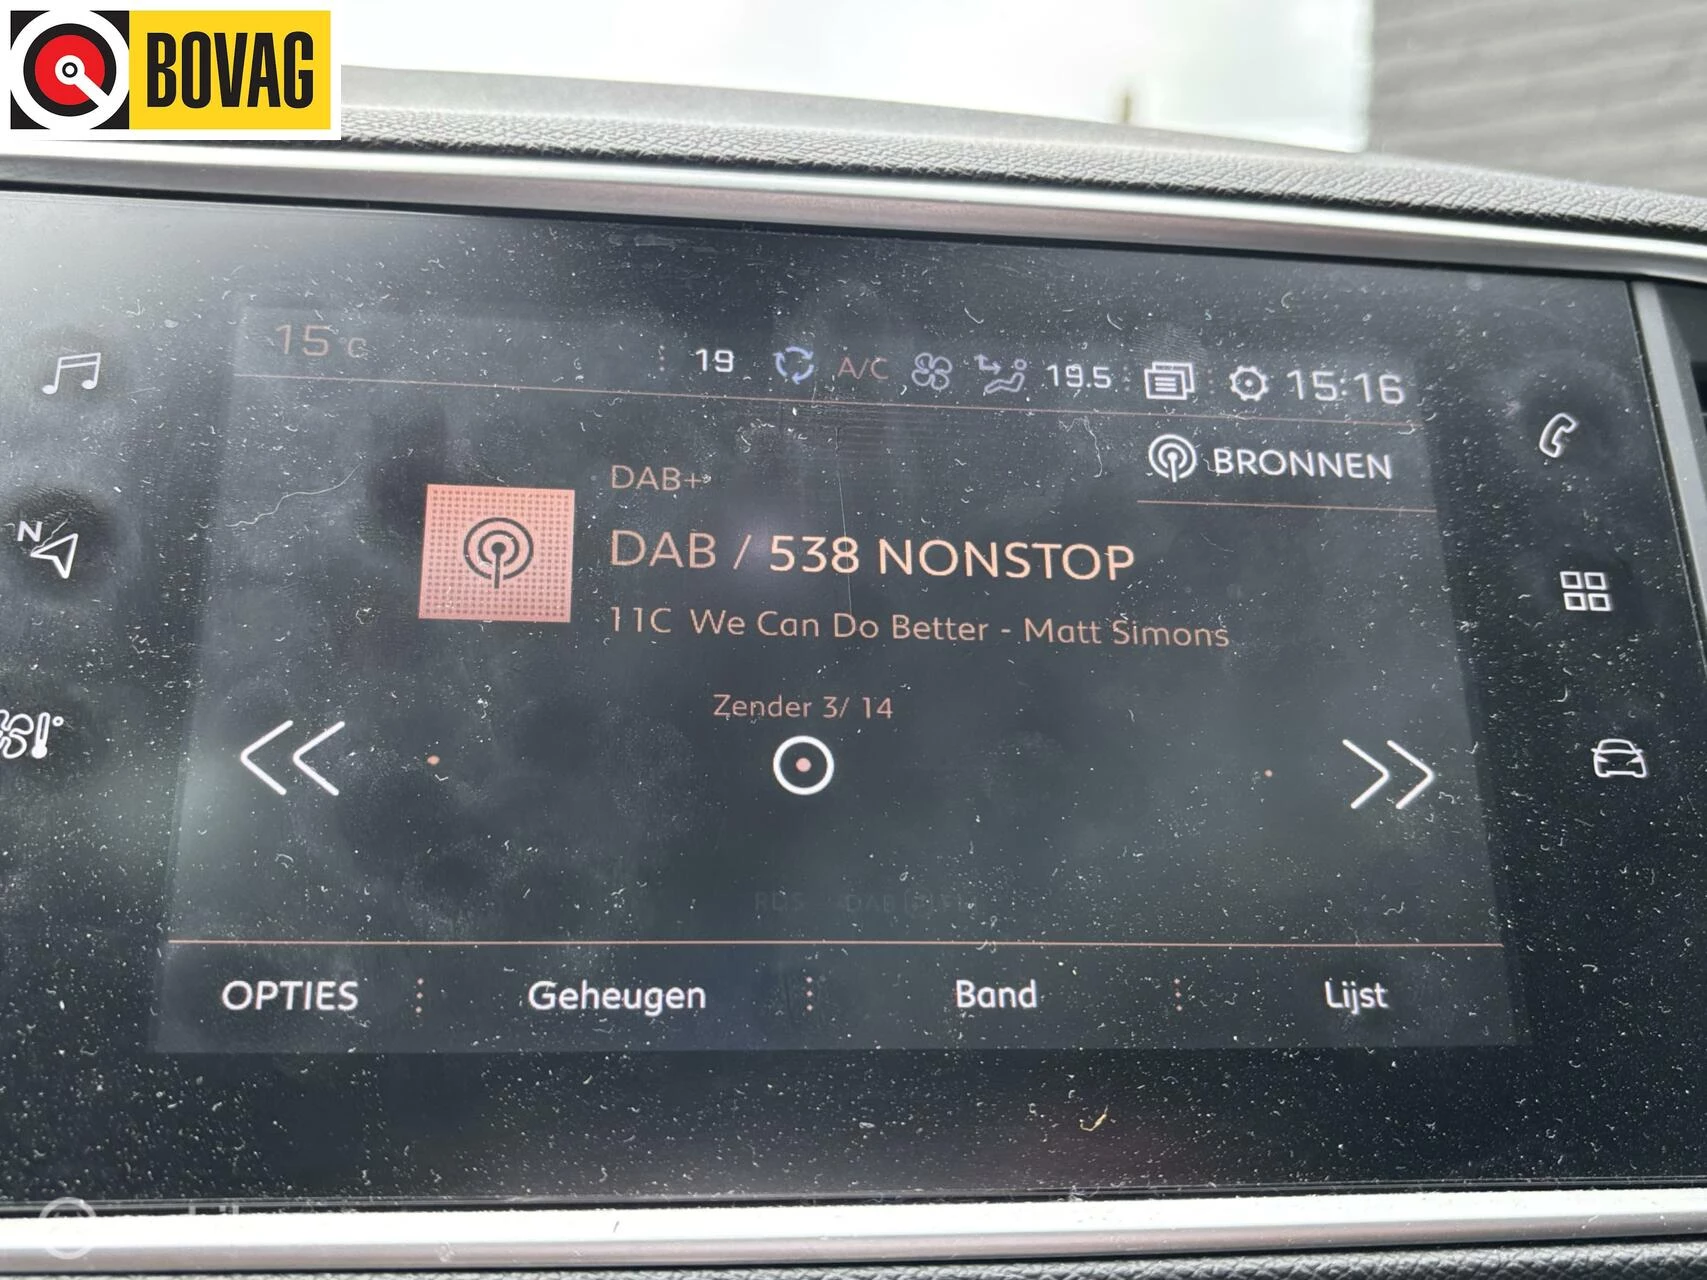 BOVAG
15 c
19 A/C 19.5 15:16
BRONNEN
DAB+
DAB / 538 NONSTOP
11C We Can Do Better - Matt Simons
Zender 3/ 14
N
RDS
OPTIES Geheugen Band Lijst